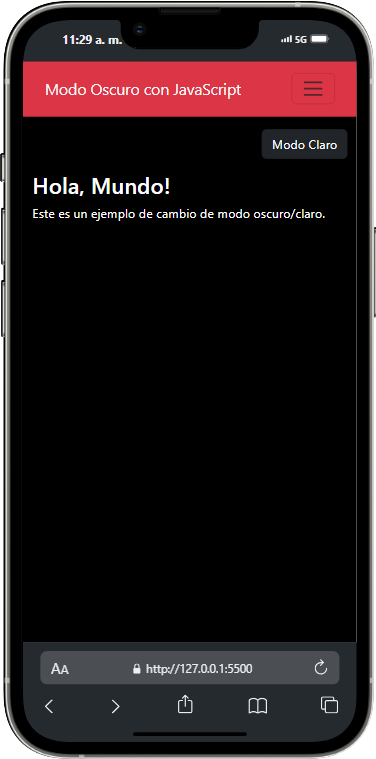 11:29 a. m.
5G
Modo Oscuro con JavaScript
Modo Claro
Hola, Mundo!
Este es un ejemplo de cambio de modo oscuro/claro.
AA
http://127.0.0.1:5500